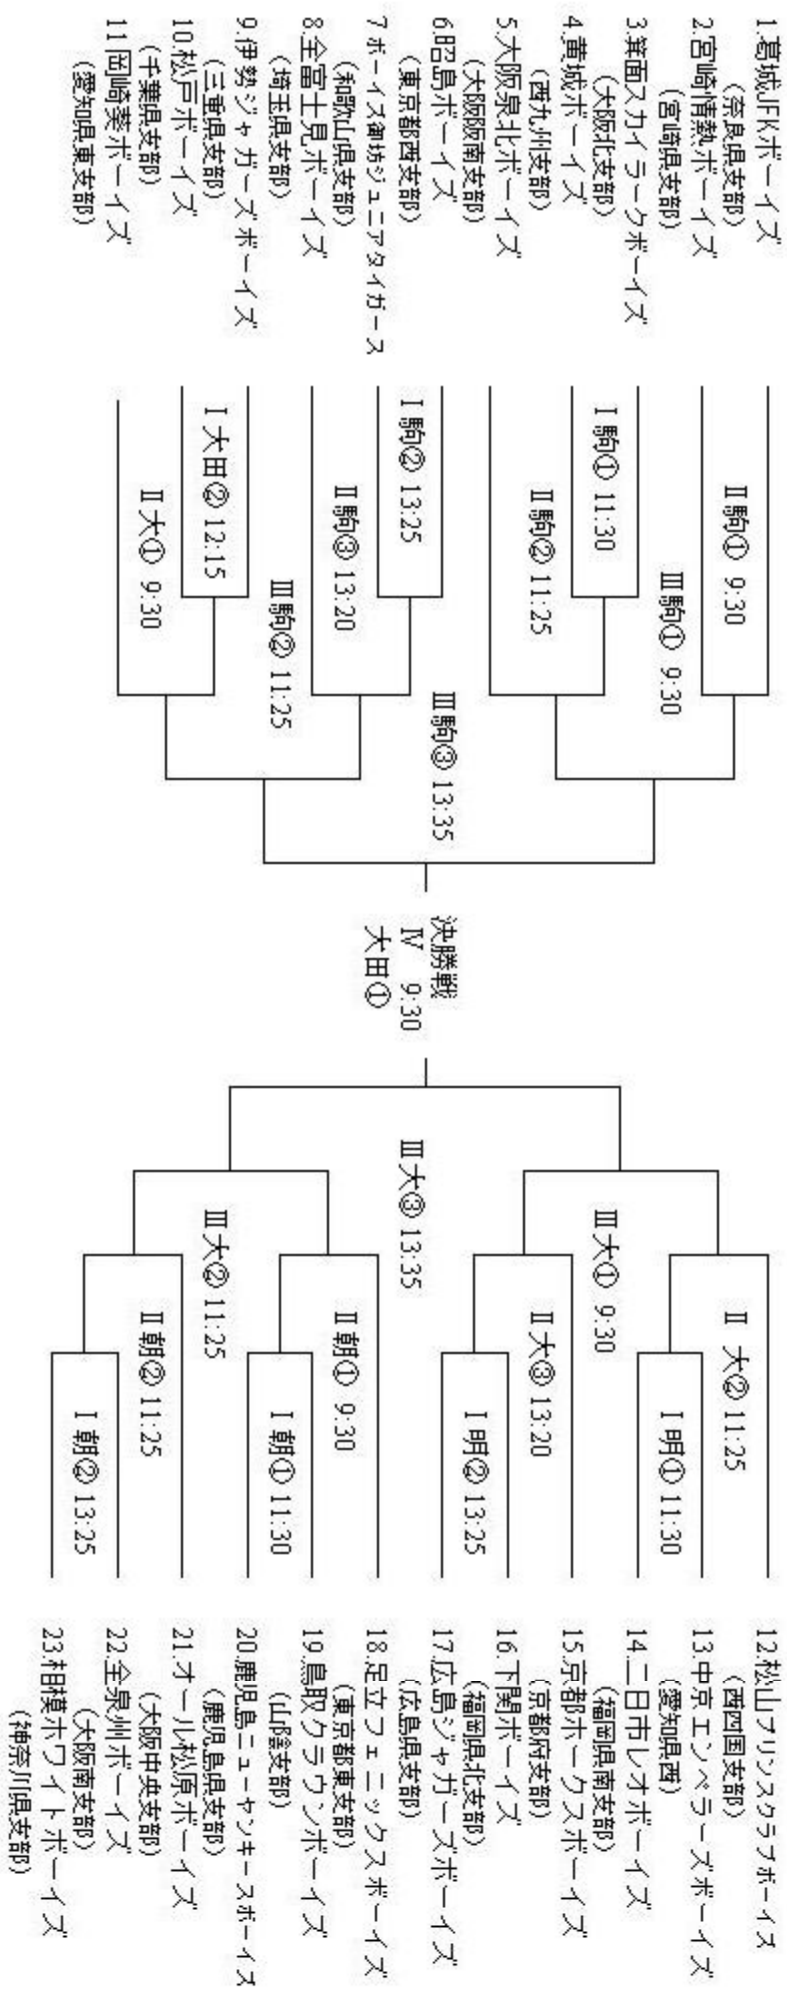 1.葛城JFKボーイズ
(奈良県支部)
2.宮崎情熱ボーイズ
(宮崎県支部)
3.箕面スカイラークボーイズ
(大阪北支部)
4.黄城ボーイズ
(西九州支部)
5.大阪泉北ボーイズ
(大阪阪南支部)
6.昭島ボーイズ
(東京都西支部)
7ボーイズ御坊ジュニアタイガース
(和歌山県支部)
8.全富士見ボーイズ
(埼玉県支部)
9.伊勢ジャガーズボーイズ
(三重県支部)
10.松戸ボーイズ
(千葉県支部)
11岡崎葵ボーイズ
(愛知県東支部)
Ⅱ駒① 9:30
Ⅲ駒① 9:30
Ⅰ駒① 11:30
Ⅱ駒② 11:25
Ⅲ駒③ 13:35
Ⅰ駒② 13:25
Ⅱ駒③ 13:20
Ⅲ駒② 11:25
Ⅰ大田② 12:15
Ⅱ大① 9:30
決勝戦
Ⅳ 9:30
大田①
Ⅱ 大② 11:25
Ⅰ明① 11:30
Ⅲ大① 9:30
Ⅱ大③ 13:20
Ⅰ明② 13:25
Ⅲ大③ 13:35
Ⅱ朝① 9:30
Ⅰ朝① 11:30
Ⅲ大② 11:25
Ⅱ朝② 11:25
Ⅰ朝② 13:25
12.松山プリンスクラブボーイズ
(西四国支部)
13.中京エンペラーズボーイズ
(愛知県西)
14.二日市レオボーイズ
(福岡県南支部)
15.京都ホークスボーイズ
(京都府支部)
16.下関ボーイズ
(福岡県北支部)
17.広島ジャガーズボーイズ
(広島県支部)
18.足立フェニックスボーイズ
(東京都東支部)
19.鳥取クラウンボーイズ
(山陰支部)
20.鹿児島ニューヤンキースボーイズ
(鹿児島県支部)
21.オール松原ボーイズ
(大阪中央支部)
22.全泉州ボーイズ
(大阪南支部)
23.相模ホワイトボーイズ
(神奈川県支部)